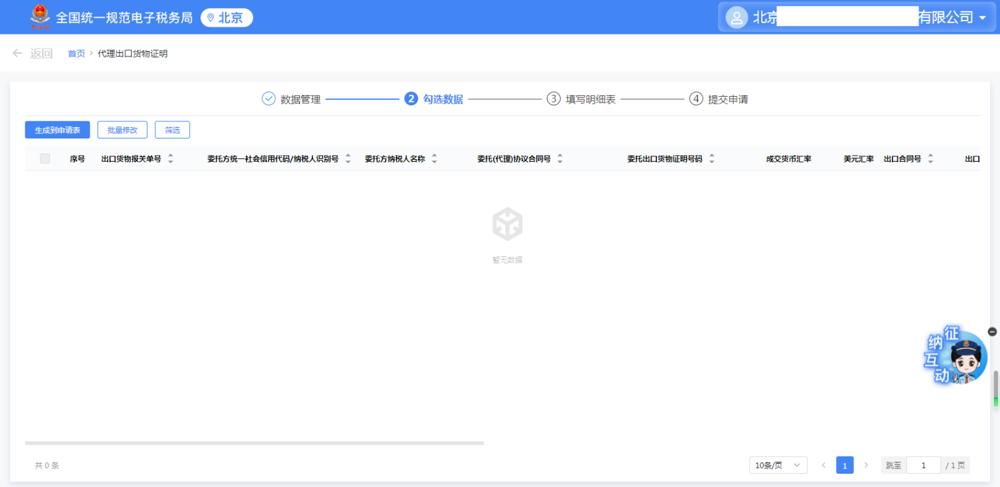 全国统一规范电子税务局 北京 北京 有限公司
返回 首页 > 代理出口货物证明
数据管理 2 勾选数据 3 填写明细表 4 提交申请
生成到申请表 批量修改 筛选
序号 出口货物报关单号 委托方统一社会信用代码/纳税人识别号 委托方纳税人名称 委托(代理)协议合同号 委托出口货物证明号码 成交货币汇率 美元汇率 出口合同号 出口
暂无数据
征
纳
互
动
共 0 条 10条/页 < 1 > 跳至 1 / 1 页